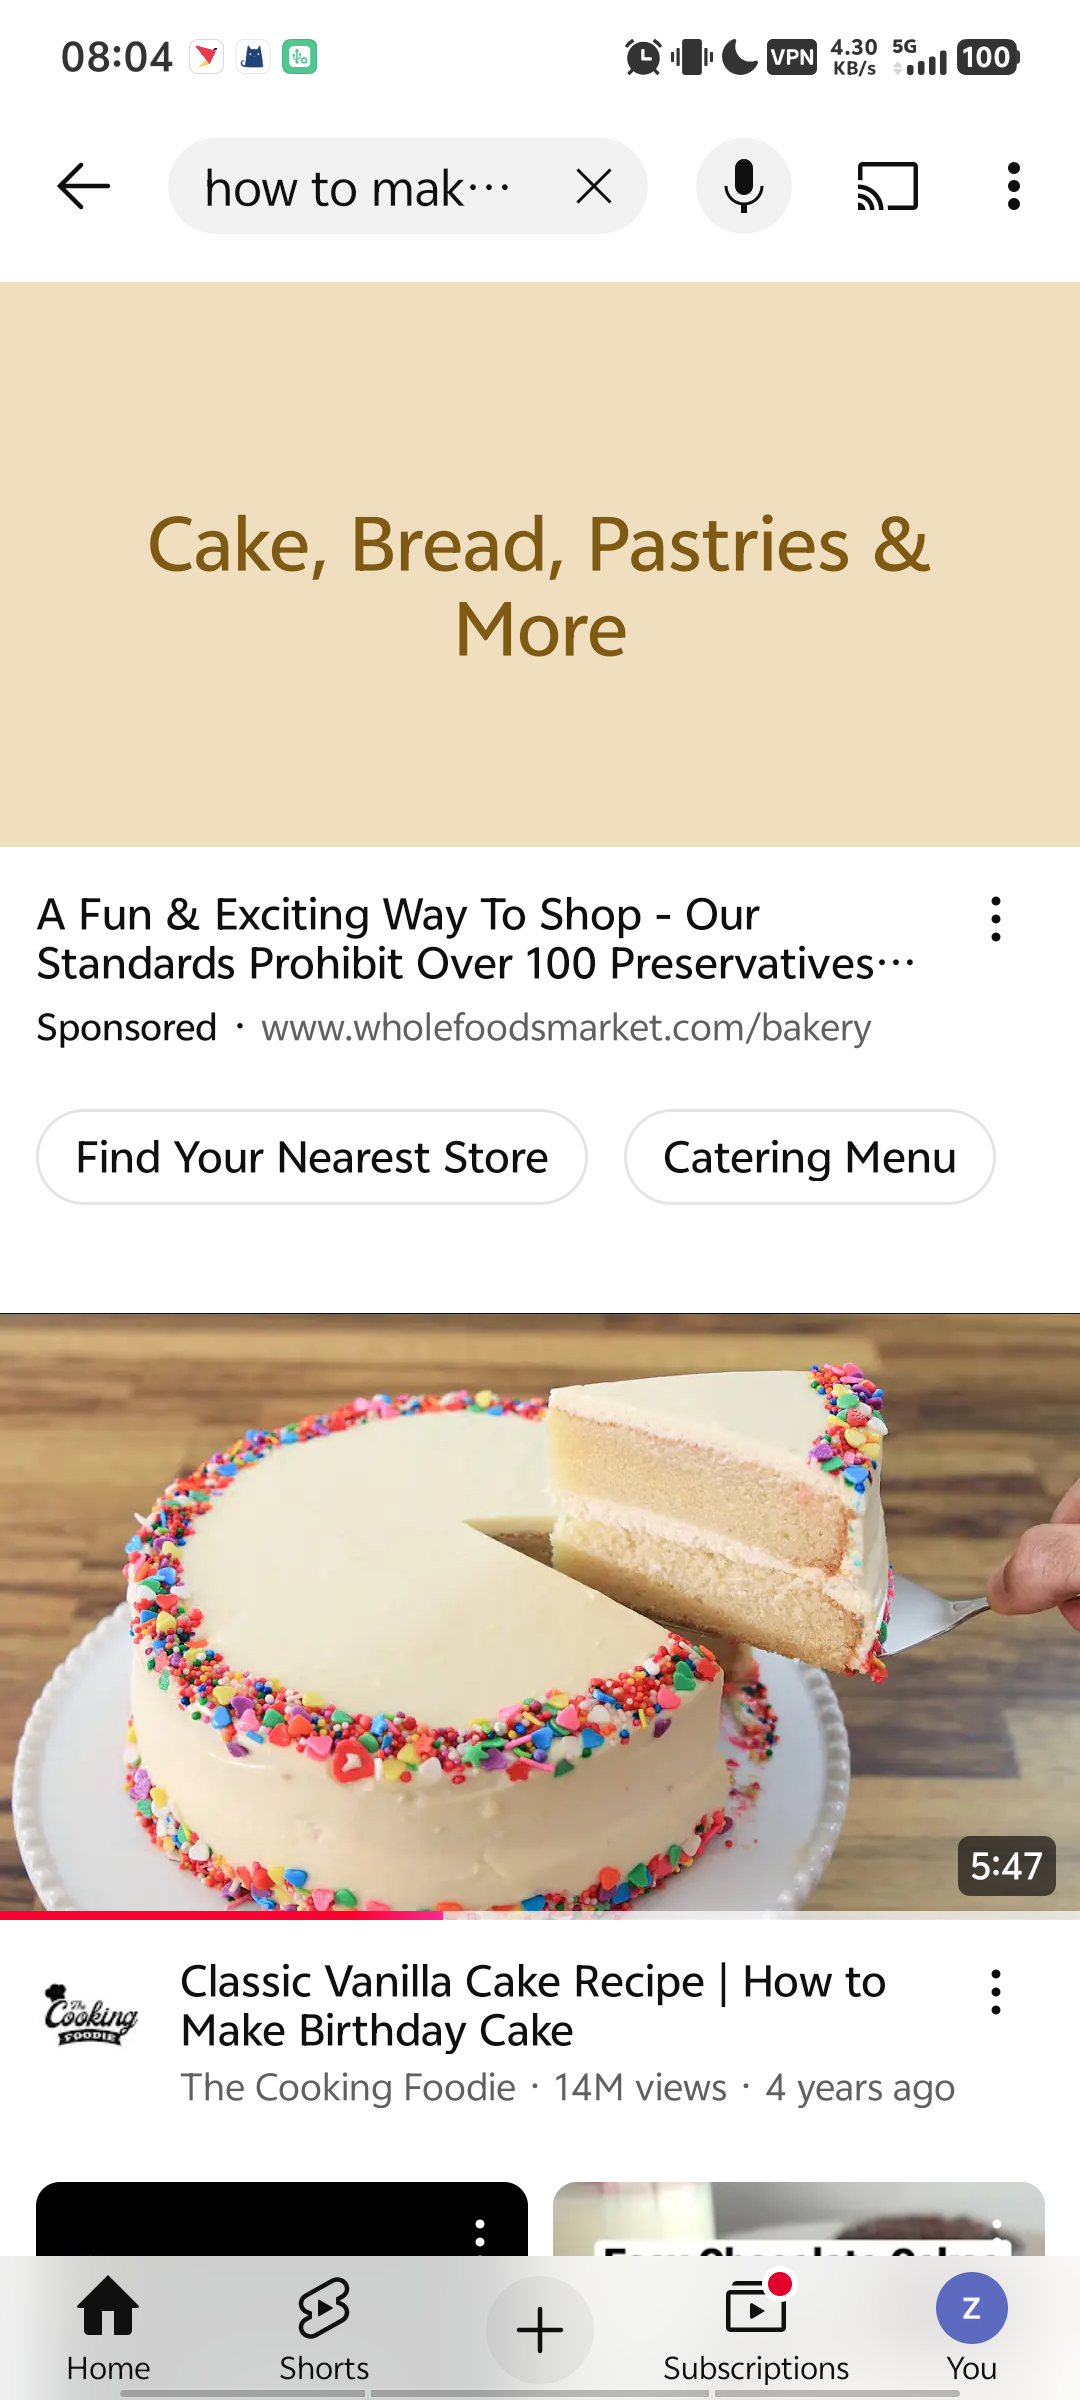 08:04
VPN
4.30
KB/s
5G
100
how to mak···
Cake, Bread, Pastries &
More
A Fun & Exciting Way To Shop - Our
Standards Prohibit Over 100 Preservatives···
Sponsored · www.wholefoodsmarket.com/bakery
Find Your Nearest Store
Catering Menu
5:47
The
Cooking
FOODIE
Classic Vanilla Cake Recipe | How to
Make Birthday Cake
The Cooking Foodie · 14M views · 4 years ago
Z
Home
Shorts
Subscriptions
You